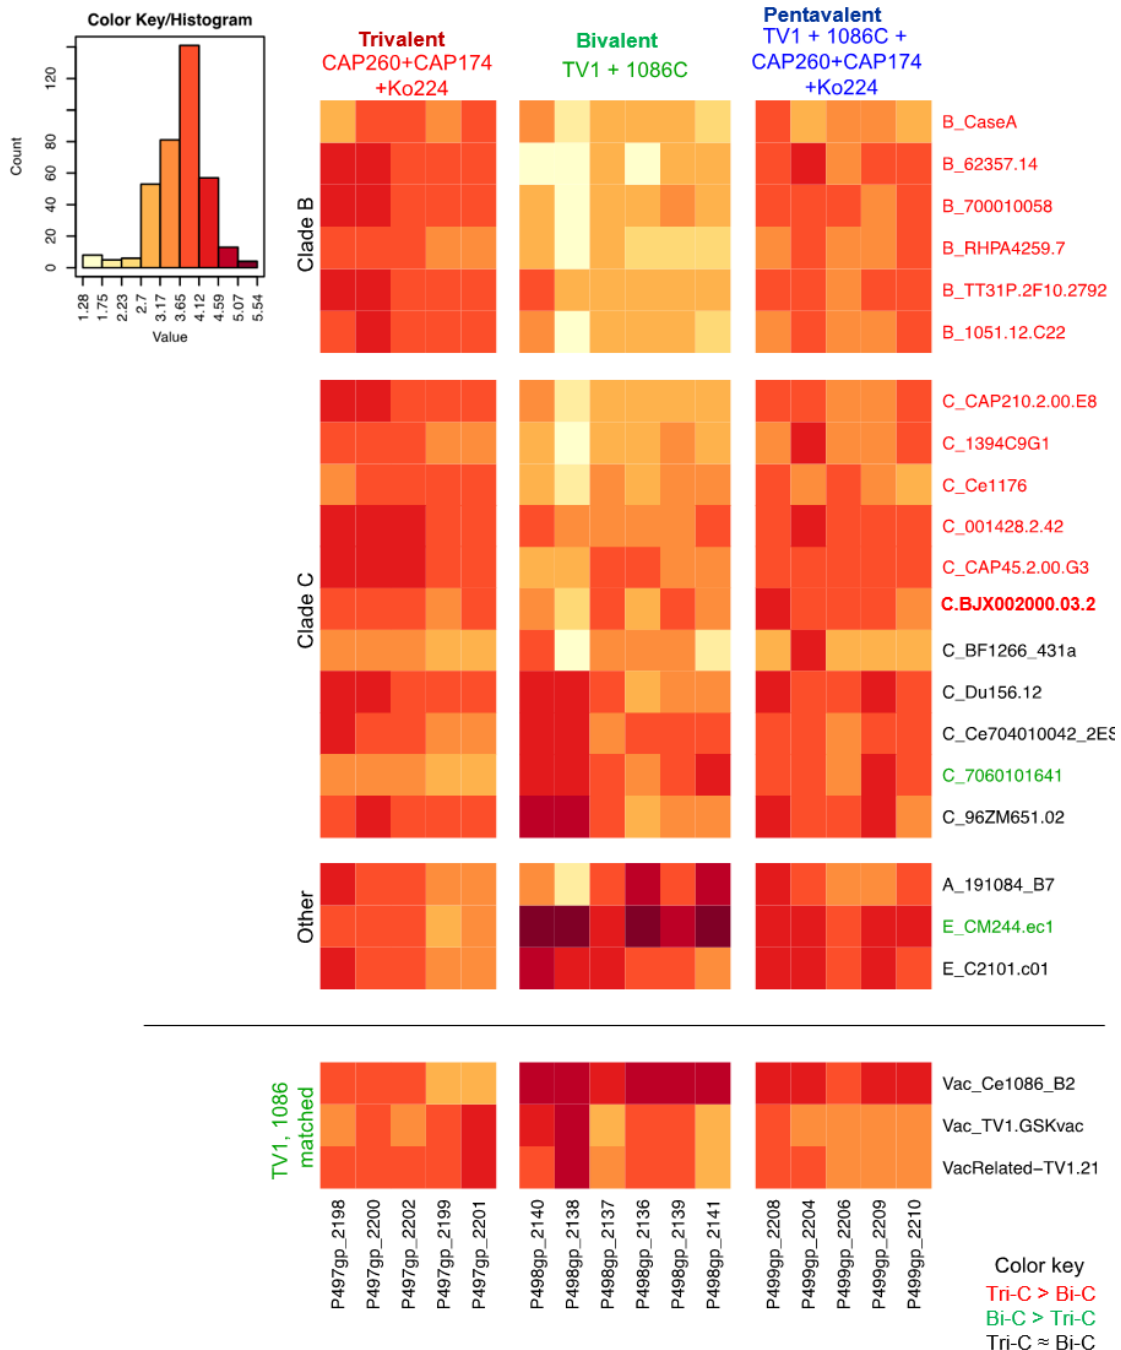 Color Key/Histogram
Count
0
20
40
60
80
120
1.28
1.75
2.23
2.7
3.17
3.65
4.12
4.59
5.07
5.54
Value
Trivalent
CAP260+CAP174
+Ko224
Bivalent
TV1 + 1086C
Pentavalent
TV1 + 1086C +
CAP260+CAP174
+Ko224
Clade B
B_CaseA
B_62357.14
B_700010058
B_RHPA4259.7
B_TT31P.2F10.2792
B_1051.12.C22
Clade C
C_CAP210.2.00.E8
C_1394C9G1
C_Ce1176
C_001428.2.42
C_CAP45.2.00.G3
C.BJX002000.03.2
C_BF1266_431a
C_Du156.12
C_Ce704010042_2ES
C_7060101641
C_96ZM651.02
Other
A_191084_B7
E_CM244.ec1
E_C2101.c01
TV1, 1086
matched
Vac_Ce1086_B2
Vac_TV1.GSKvac
VacRelated−TV1.21
P497gp_2198
P497gp_2200
P497gp_2202
P497gp_2199
P497gp_2201
P498gp_2140
P498gp_2138
P498gp_2137
P498gp_2136
P498gp_2139
P498gp_2141
P499gp_2208
P499gp_2204
P499gp_2206
P499gp_2209
P499gp_2210
Color key
Tri-C > Bi-C
Bi-C > Tri-C
Tri-C ≈ Bi-C